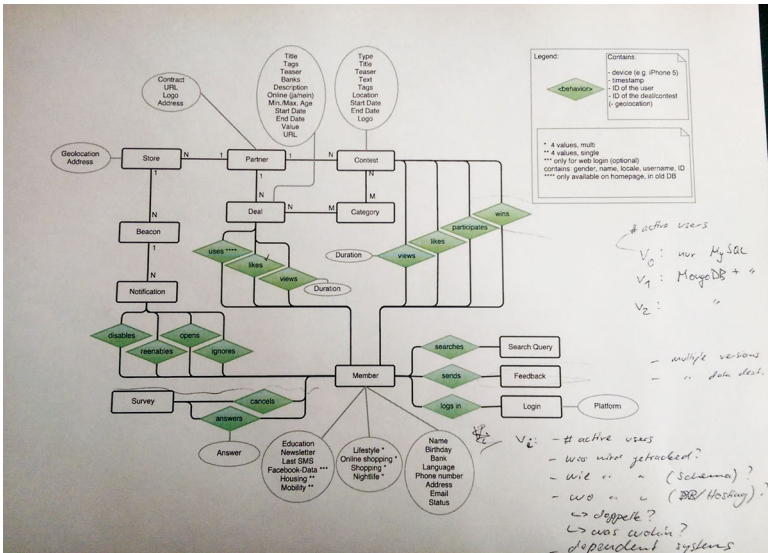 Title
Tags
Teaser
Banks
Description
Online (ja/nein)
Min./Max. Age
Start Date
End Date
Value
URL
Type
Title
Teaser
Text
Tags
Location
Start Date
End Date
Logo
Contract
URL
Logo
Address
Legend:
Contains:
<behavior>
- device (e.g. iPhone 5)
- timestamp
- ID of the user
- ID of the deal/contest
(- geolocation)
* 4 values, multi
** 4 values, single
*** only for web login (optional)
contains: gender, name, locale, username, ID
**** only available on homepage, in old DB
Geolocation
Address
Store
N
1
Partner
1
N
Contest
1
1
N
N
N
M
Deal
N
M
Category
Beacon
1
N
Notification
uses ****
likes
views
Duration
Duration
views
likes
participates
wins
disables
reenables
opens
ignores
Member
searches
Search Query
sends
Feedback
logs in
Login
Platform
Survey
cancels
answers
Answer
Education
Newsletter
Last SMS
Facebook-Data ***
Housing **
Mobility **
Lifestyle *
Online shopping *
Shopping *
Nightlife *
Name
Birthday
Bank
Language
Phone number
Address
Email
Status
# active users
V0: nur MySQL
V1: MongoDB + "
V2: "
- multiple versions
- " data dest.
Vi: - # active users
- was wird getracked?
- wie " " (Schema)?
- wo " " (DB/Hosting)?
↳ doppelt?
↳ was wohin?
- dependent systems